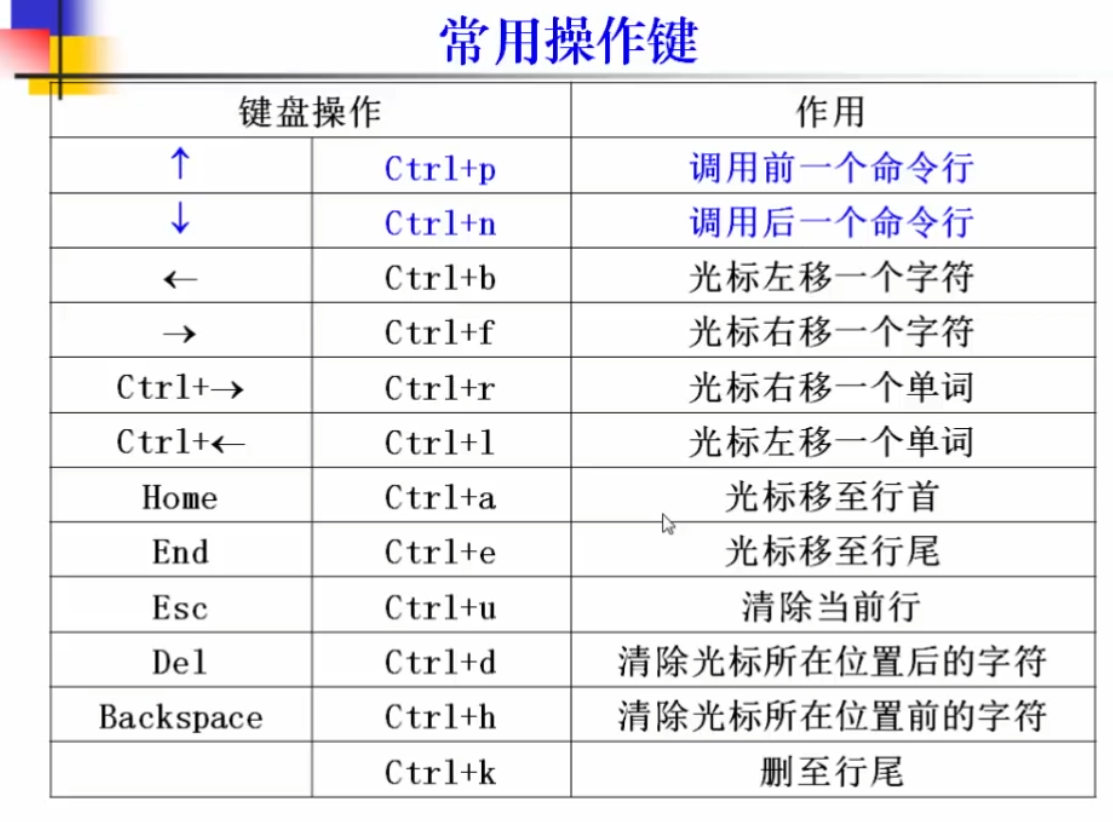 常用操作键
键盘操作 作用
↑ Ctrl+p 调用前一个命令行
↓ Ctrl+n 调用后一个命令行
← Ctrl+b 光标左移一个字符
→ Ctrl+f 光标右移一个字符
Ctrl+→ Ctrl+r 光标右移一个单词
Ctrl+← Ctrl+l 光标左移一个单词
Home Ctrl+a 光标移至行首
End Ctrl+e 光标移至行尾
Esc Ctrl+u 清除当前行
Del Ctrl+d 清除光标所在位置后的字符
Backspace Ctrl+h 清除光标所在位置前的字符
Ctrl+k 删至行尾